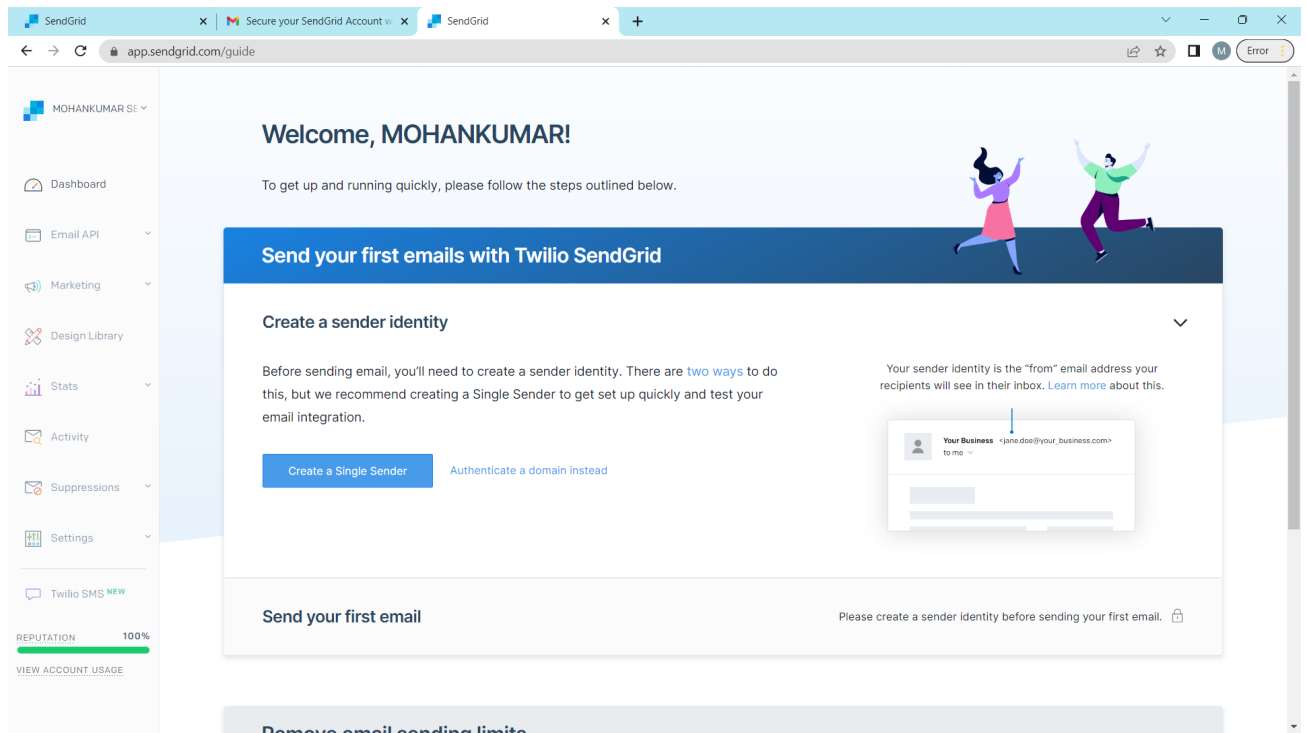 SendGrid
Secure your SendGrid Account w
SendGrid
app.sendgrid.com/guide
M
Error
MOHANKUMAR SE
Dashboard
Email API
Marketing
Design Library
Stats
Activity
Suppressions
Settings
Twilio SMS NEW
REPUTATION 100%
VIEW ACCOUNT USAGE
Welcome, MOHANKUMAR!
To get up and running quickly, please follow the steps outlined below.
Send your first emails with Twilio SendGrid
Create a sender identity
Before sending email, you'll need to create a sender identity. There are two ways to do
this, but we recommend creating a Single Sender to get set up quickly and test your
email integration.
Create a Single Sender
Authenticate a domain instead
Your sender identity is the "from" email address your
recipients will see in their inbox. Learn more about this.
Your Business <jane.doe@your_business.com>
to me
Send your first email
Please create a sender identity before sending your first email.
Remove email sending limits